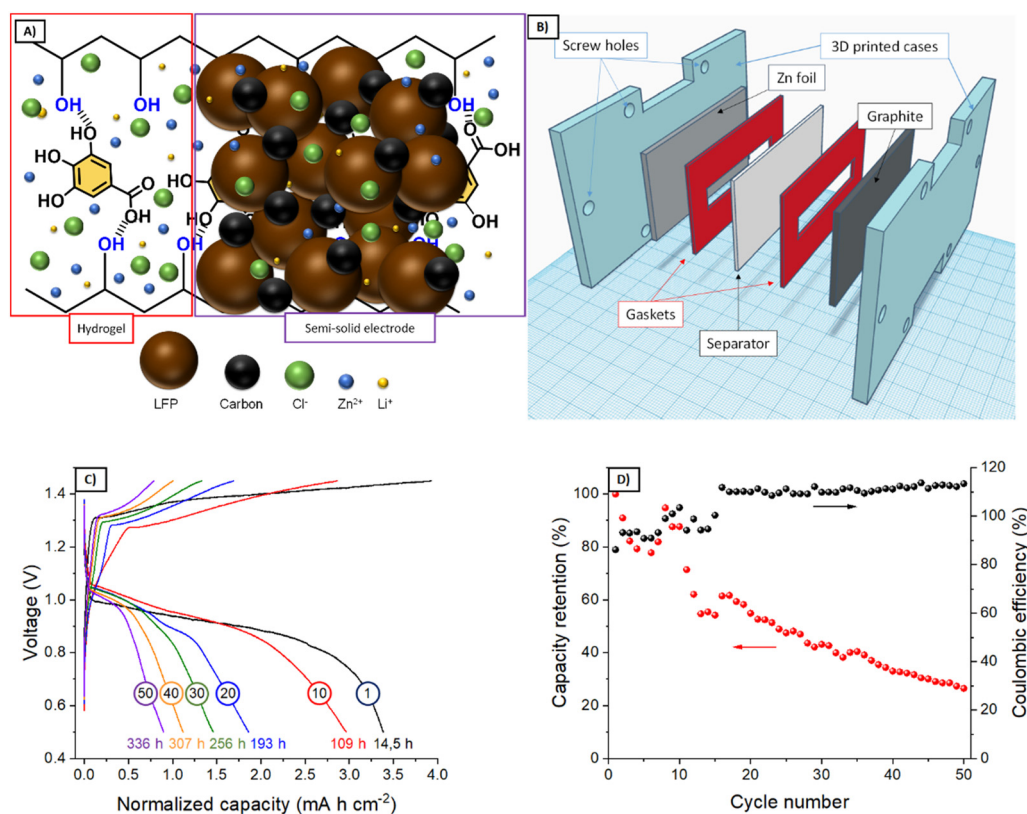 A)
OH
OH
OH
HO
HO
HO
O
OH
OH
OH
O
OH
HO
HO
OH
OH
Hydrogel
Semi-solid electrode
LFP
Carbon
Cl-
Zn2+
Li+
B)
Screw holes
3D printed cases
Zn foil
Graphite
Gaskets
Separator
C)
Voltage (V)
1.4
1.2
1.0
0.8
0.6
0.4
50
40
30
20
10
1
336 h
307 h
256 h
193 h
109 h
14,5 h
0.0
0.5
1.0
1.5
2.0
2.5
3.0
3.5
4.0
Normalized capacity (mA h cm-2)
D)
Capacity retention (%)
100
80
60
40
20
0
120
100
80
60
40
20
0
Coulombic efficiency (%)
0
10
20
30
40
50
Cycle number